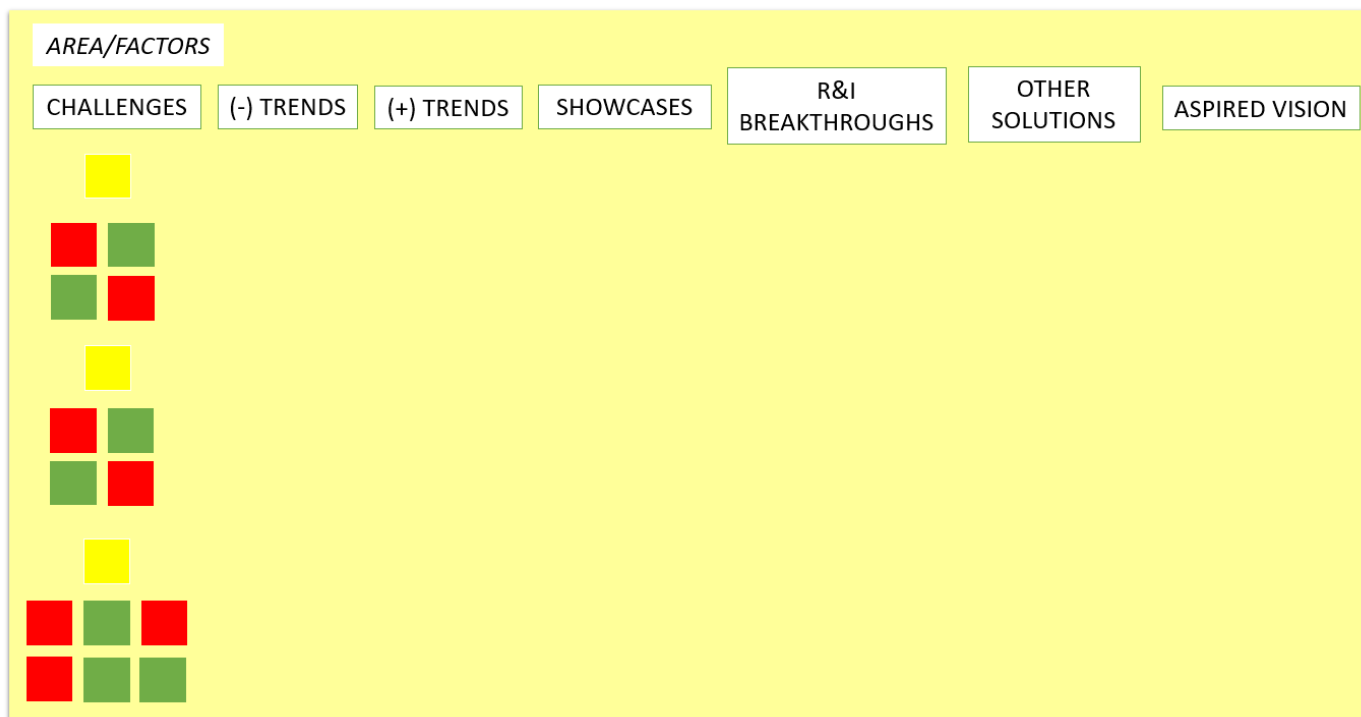 AREA/FACTORS
CHALLENGES
(-) TRENDS
(+) TRENDS
SHOWCASES
R&I
BREAKTHROUGHS
OTHER
SOLUTIONS
ASPIRED VISION